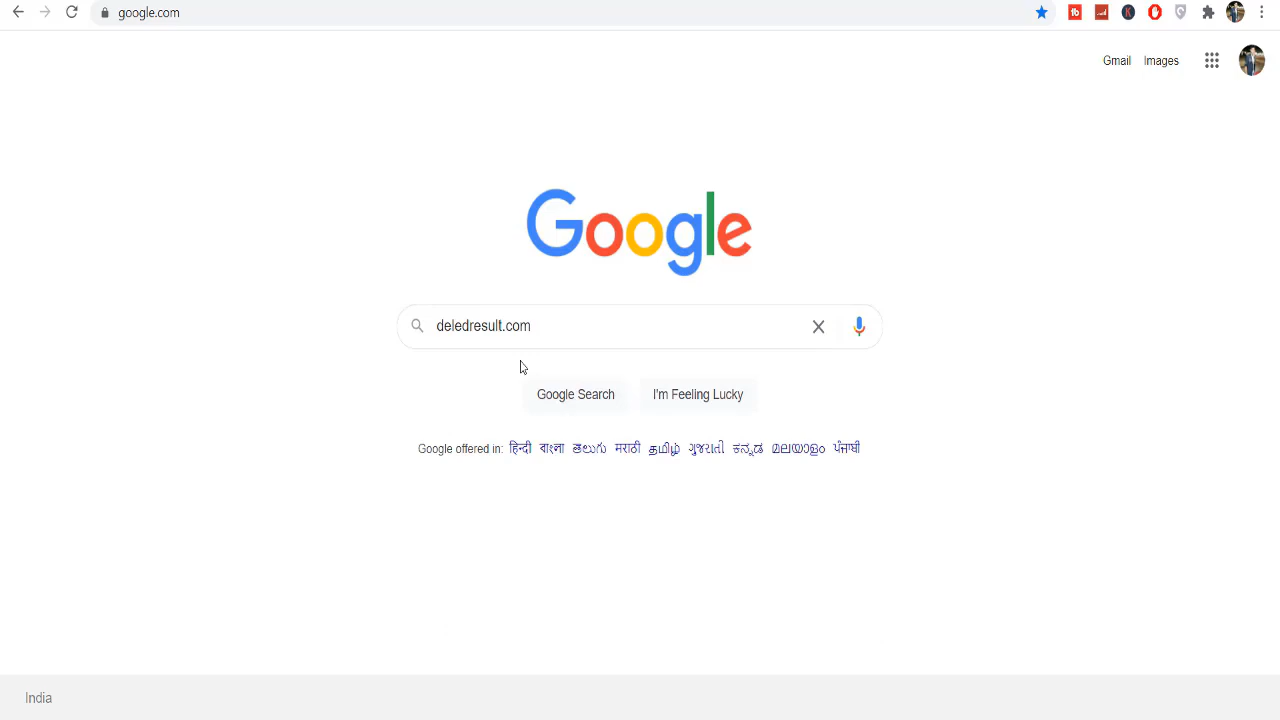 google.com
Gmail Images
Google
deledresult.com
Google Search I'm Feeling Lucky
Google offered in: हिन्दी বাংলা తెలుగు मराठी தமிழ் ગુજરાતી ಕನ್ನಡ മലയാളം ਪੰਜਾਬੀ
India